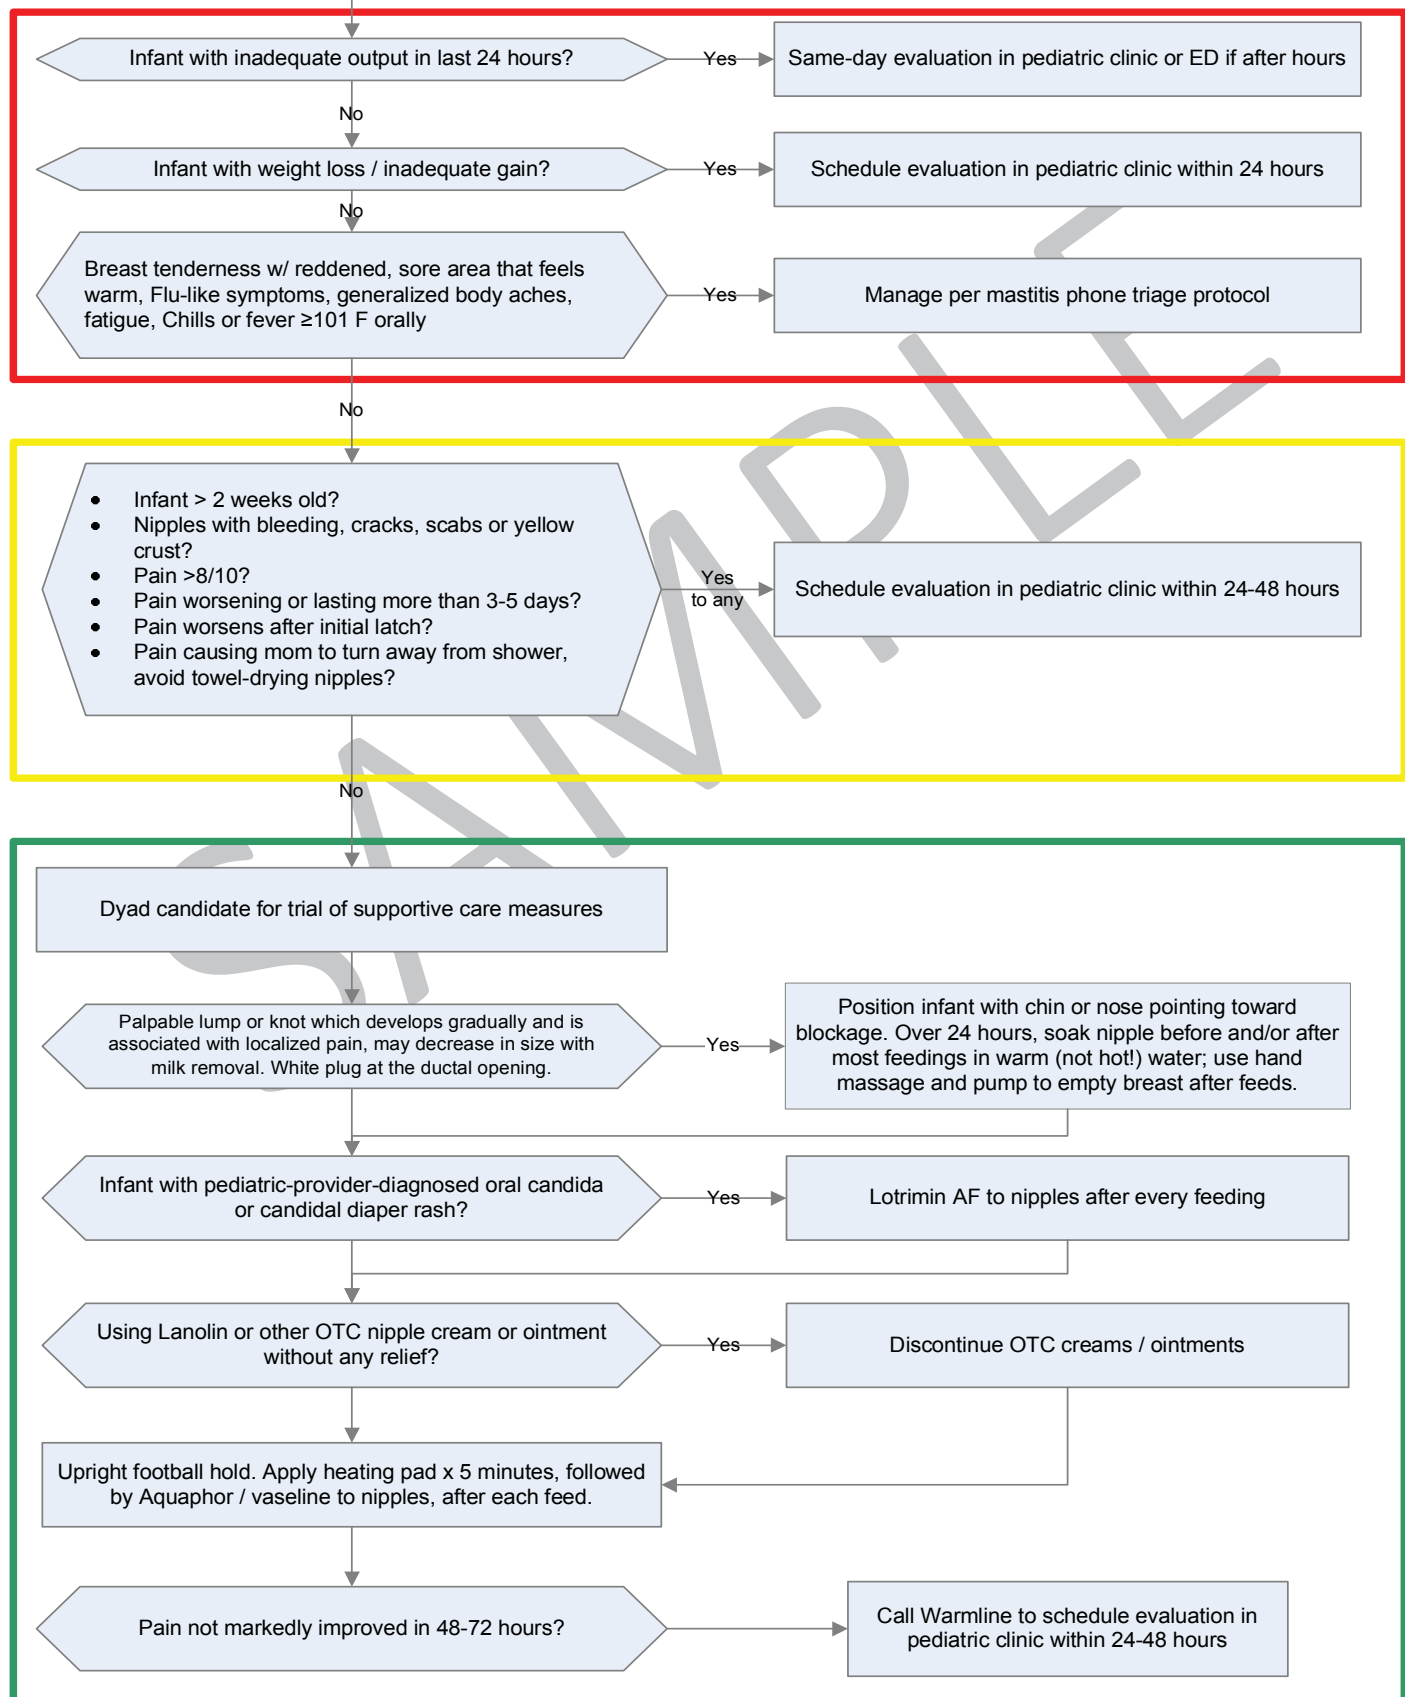 Infant with inadequate output in last 24 hours?
Yes
Same-day evaluation in pediatric clinic or ED if after hours
No
Infant with weight loss / inadequate gain?
Yes
Schedule evaluation in pediatric clinic within 24 hours
No
Breast tenderness w/ reddened, sore area that feels
warm, Flu-like symptoms, generalized body aches,
fatigue, Chills or fever ≥101 F orally
Yes
Manage per mastitis phone triage protocol
No
• Infant > 2 weeks old?
• Nipples with bleeding, cracks, scabs or yellow
crust?
• Pain >8/10?
• Pain worsening or lasting more than 3-5 days?
• Pain worsens after initial latch?
• Pain causing mom to turn away from shower,
avoid towel-drying nipples?
Yes
to any
Schedule evaluation in pediatric clinic within 24-48 hours
No
Dyad candidate for trial of supportive care measures
Palpable lump or knot which develops gradually and is
associated with localized pain, may decrease in size with
milk removal. White plug at the ductal opening.
Yes
Position infant with chin or nose pointing toward
blockage. Over 24 hours, soak nipple before and/or after
most feedings in warm (not hot!) water; use hand
massage and pump to empty breast after feeds.
Infant with pediatric-provider-diagnosed oral candida
or candidal diaper rash?
Yes
Lotrimin AF to nipples after every feeding
Using Lanolin or other OTC nipple cream or ointment
without any relief?
Yes
Discontinue OTC creams / ointments
Upright football hold. Apply heating pad x 5 minutes, followed
by Aquaphor / vaseline to nipples, after each feed.
Pain not markedly improved in 48-72 hours?
Call Warmline to schedule evaluation in
pediatric clinic within 24-48 hours
SAMPLE